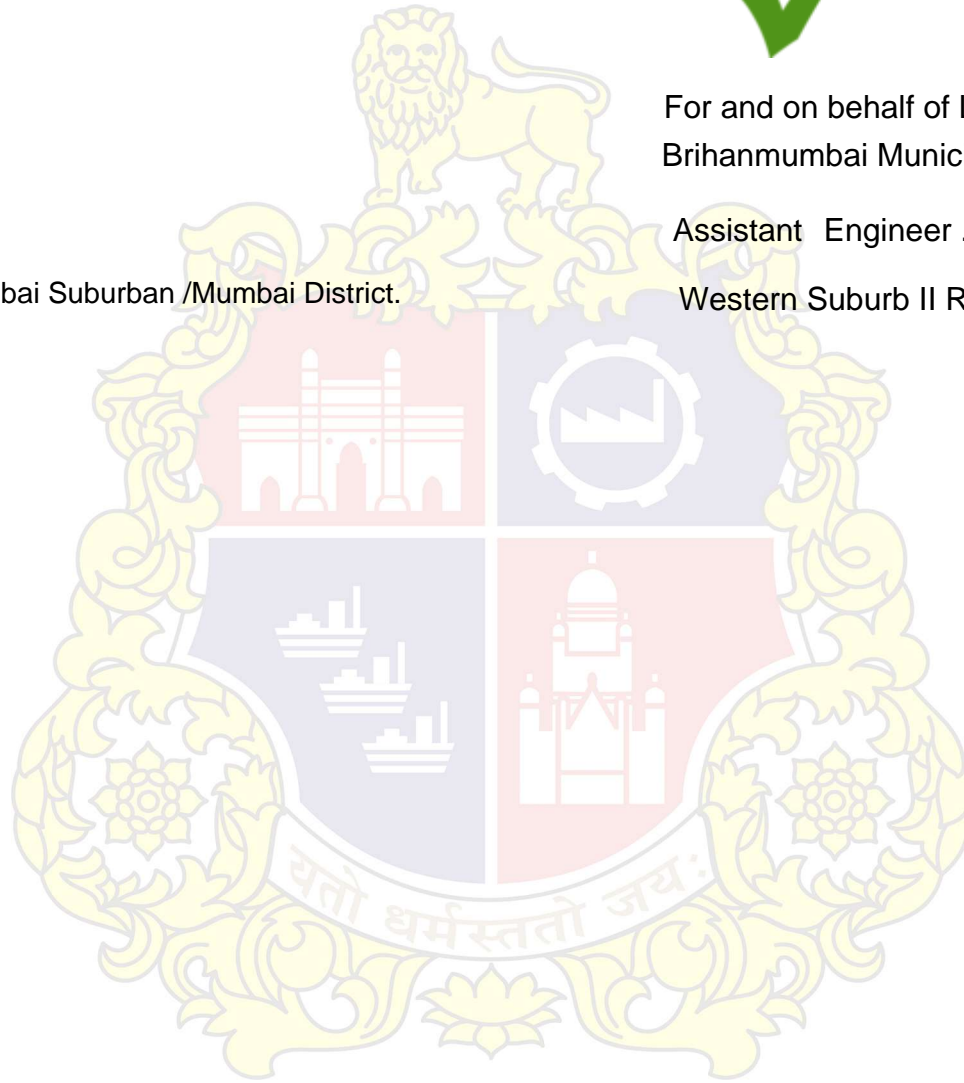 For and on behalf of
Brihanmumbai Munic
Assistant Engineer
bai Suburban /Mumbai District.
Western Suburb II R
यतो धर्मस्ततो जय: